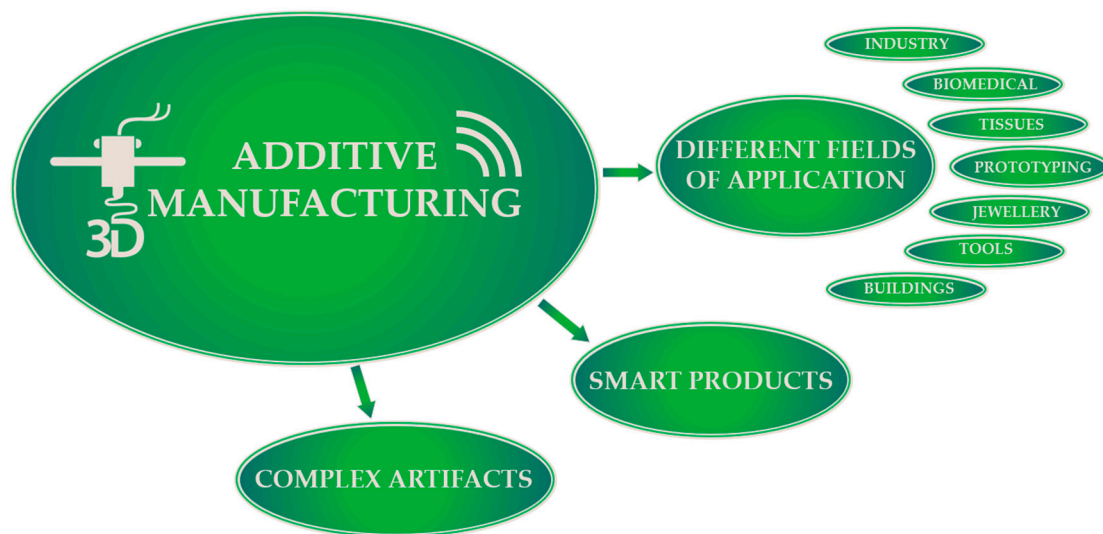 ADDITIVE
MANUFACTURING
3D
DIFFERENT FIELDS
OF APPLICATION
INDUSTRY
BIOMEDICAL
TISSUES
PROTOTYPING
JEWELLERY
TOOLS
BUILDINGS
SMART PRODUCTS
COMPLEX ARTIFACTS